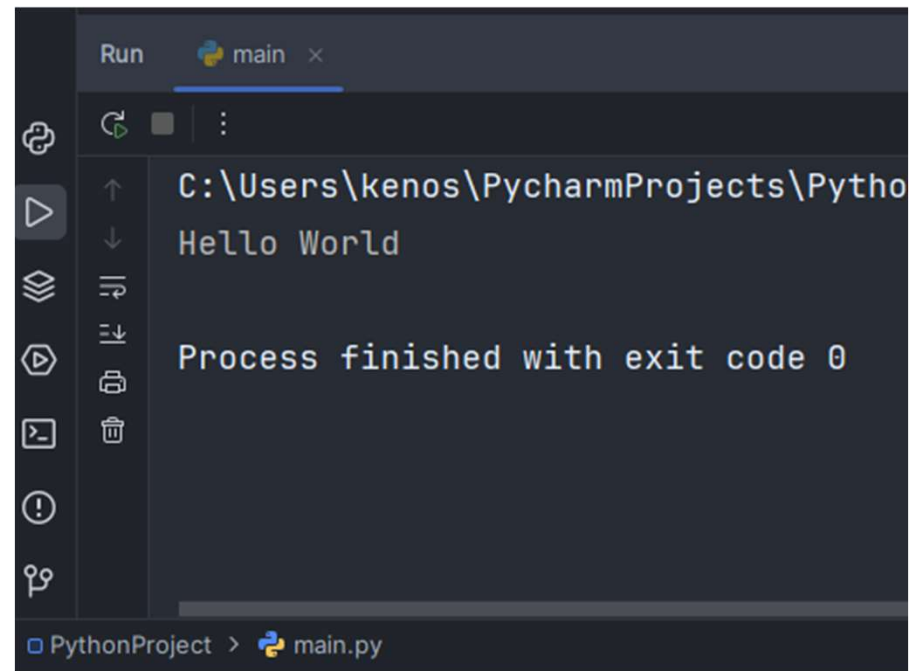 Run main
C:\Users\kenos\PycharmProjects\Pytho
Hello World
Process finished with exit code 0
PythonProject > main.py